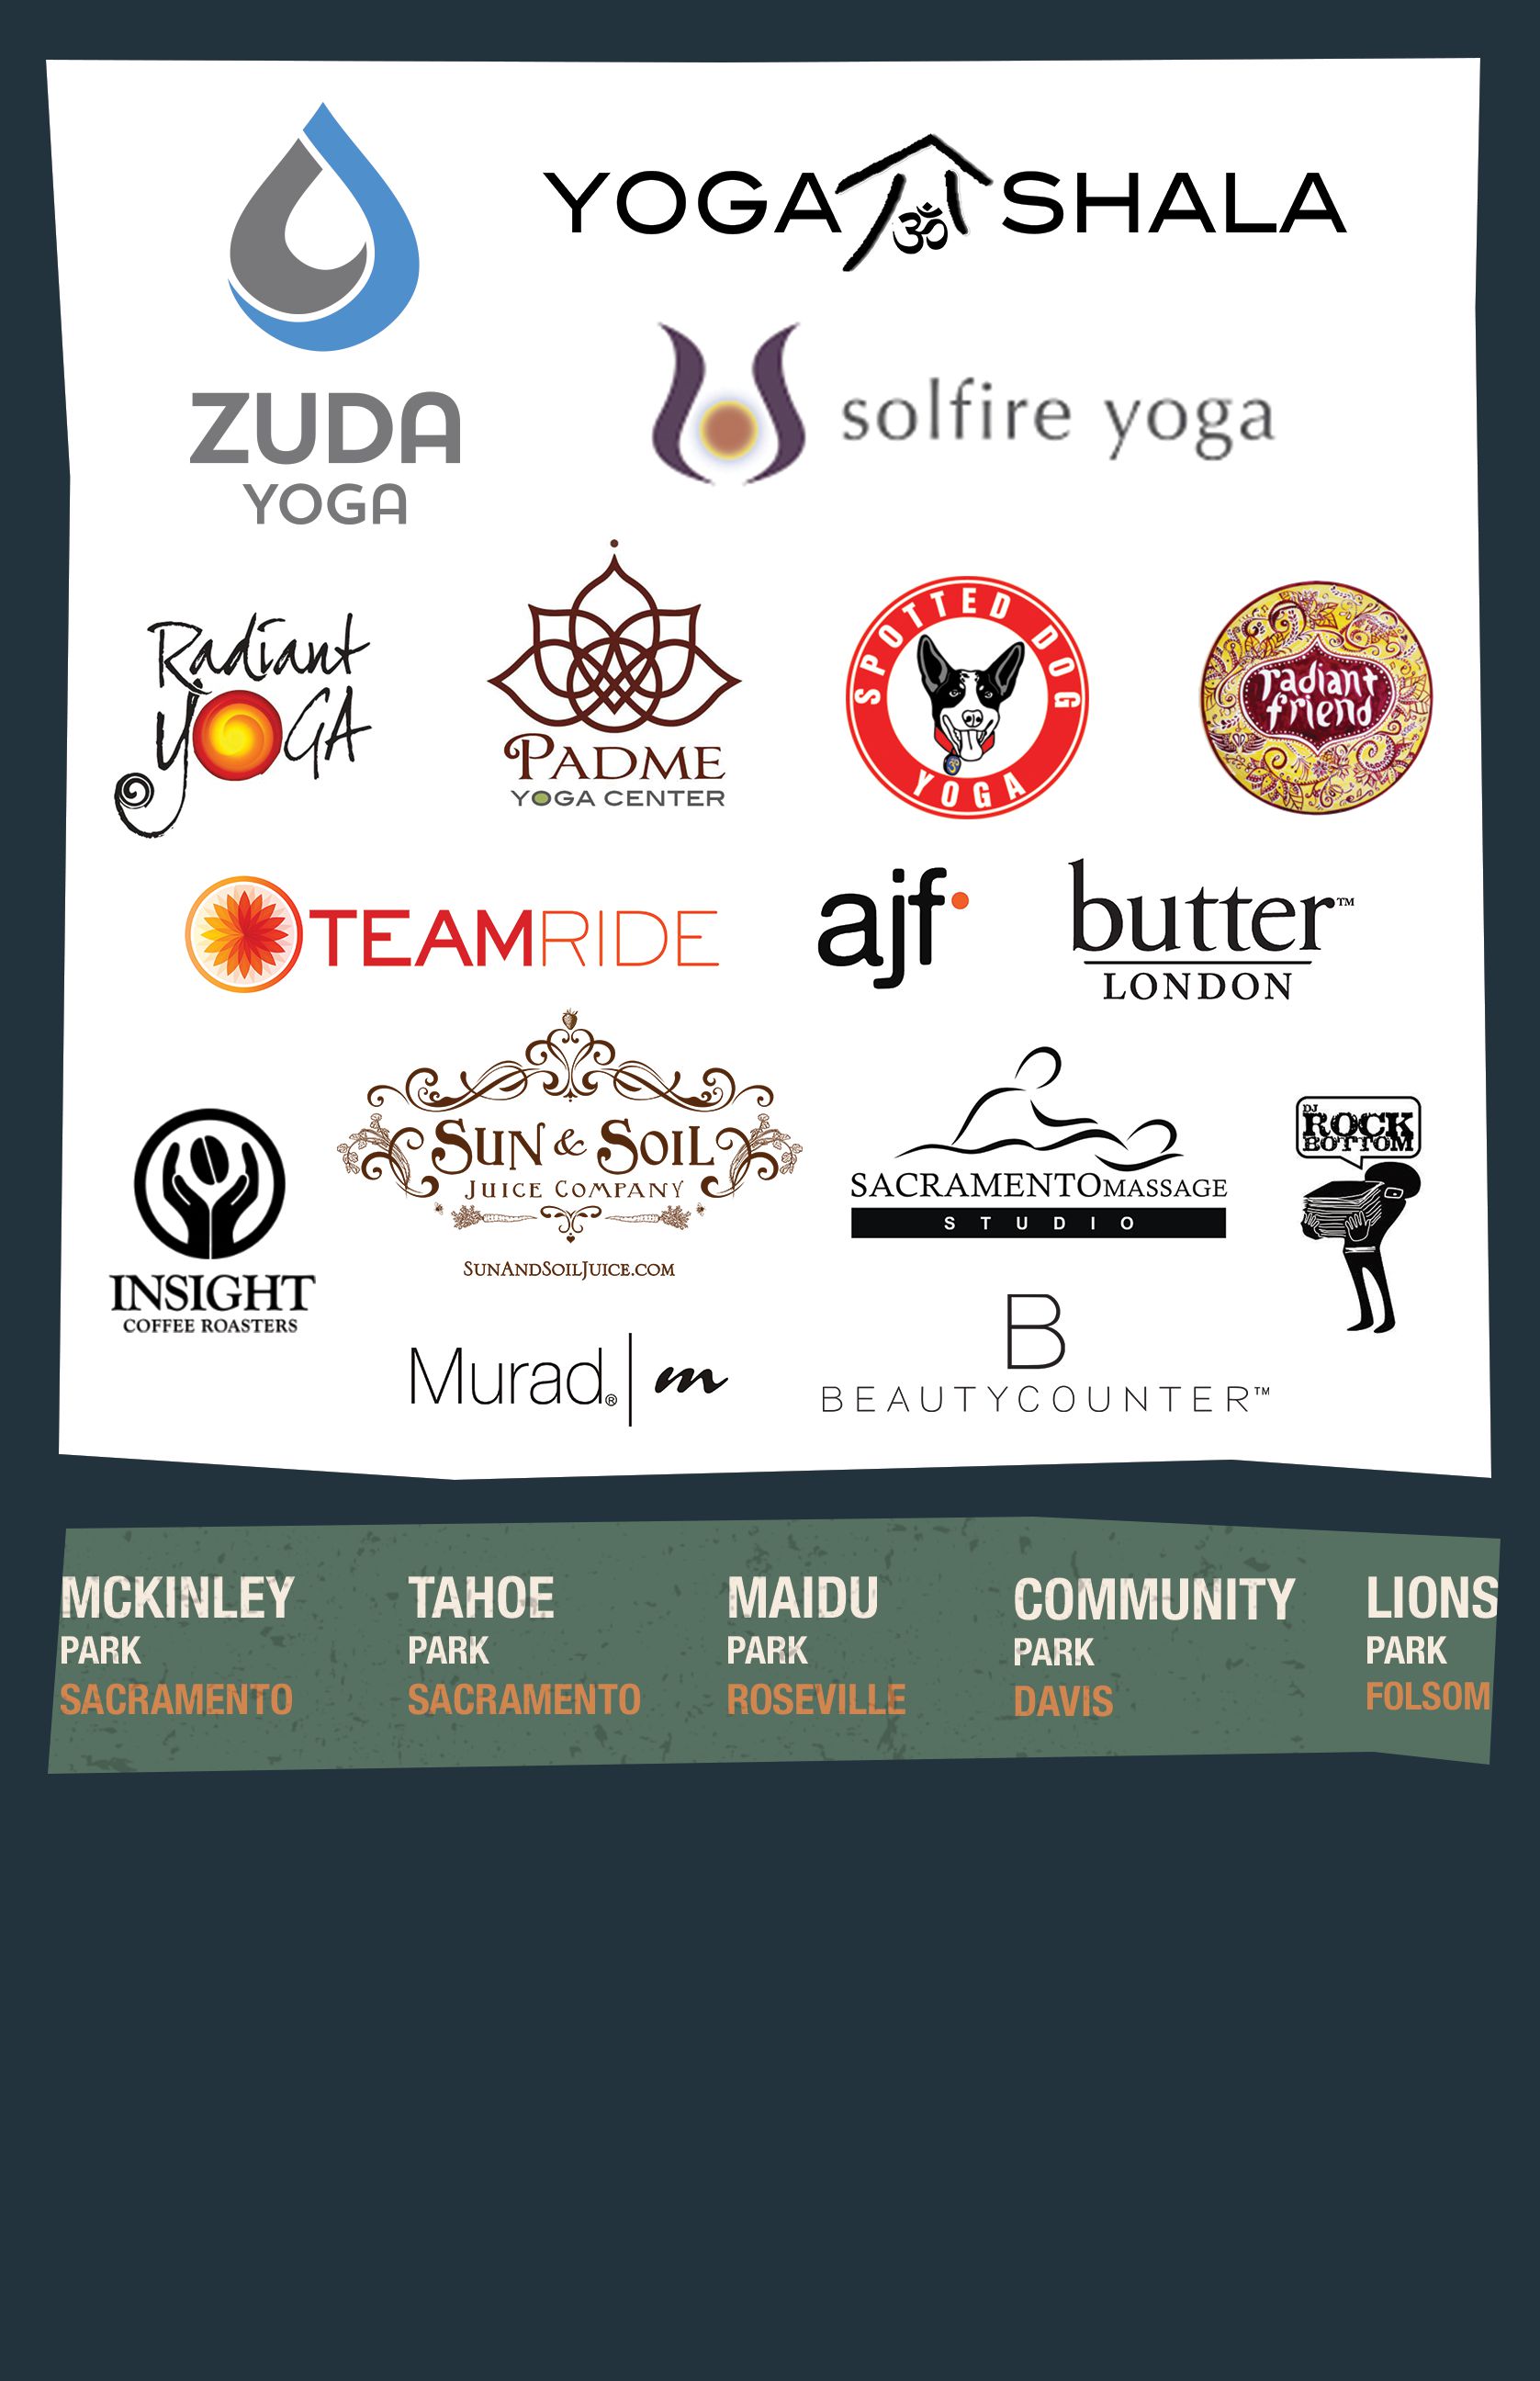 YOGA ॐ SHALA
ZUDA
YOGA
solfire yoga
Radiant
YOGA
PADME
YOGA CENTER
SPOTTED DOG
YOGA
radiant
friend
TEAMRIDE
ajf
butter™
LONDON
INSIGHT
COFFEE ROASTERS
SUN & SOIL
JUICE COMPANY
SUNANDSOILJUICE.COM
SACRAMENTOMASSAGE
STUDIO
DJ
ROCK
BOTTOM
Murad® | m
B
BEAUTYCOUNTER™
MCKINLEY
PARK
SACRAMENTO
TAHOE
PARK
SACRAMENTO
MAIDU
PARK
ROSEVILLE
COMMUNITY
PARK
DAVIS
LIONS
PARK
FOLSOM